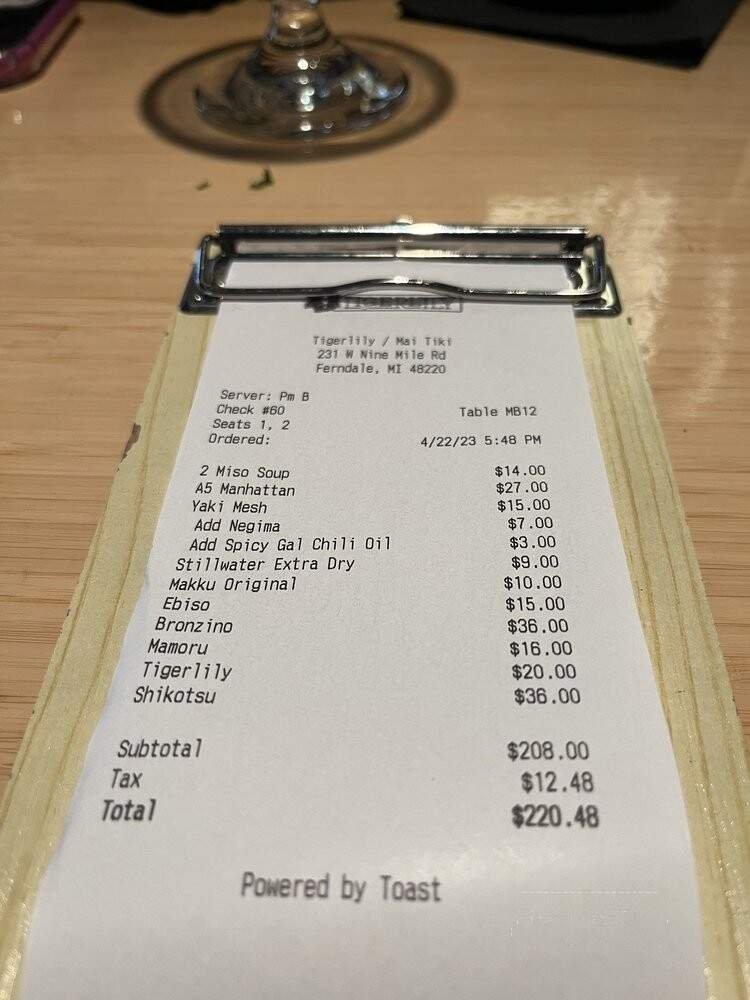 TIGERLILY
Tigerlily / Mai Tiki
231 W Nine Mile Rd
Ferndale, MI 48220
Server: Pm B
Check #60 Table MB12
Seats 1, 2
Ordered: 4/22/23 5:48 PM
2 Miso Soup $14.00
A5 Manhattan $27.00
Yaki Mesh $15.00
Add Negima $7.00
Add Spicy Gal Chili Oil $3.00
Stillwater Extra Dry $9.00
Makku Original $10.00
Ebiso $15.00
Bronzino $36.00
Mamoru $16.00
Tigerlily $20.00
Shikotsu $36.00
Subtotal $208.00
Tax $12.48
Total $220.48
Powered by Toast